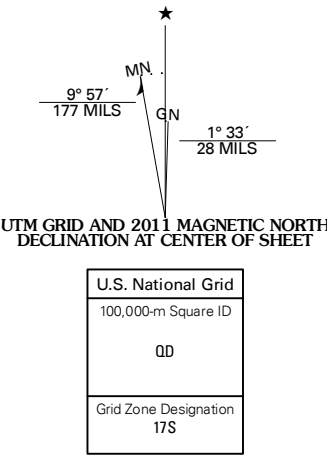 ★
MN
9° 57´
177 MILS
GN
1° 33´
28 MILS
UTM GRID AND 2011 MAGNETIC NORTH
DECLINATION AT CENTER OF SHEET
U.S. National Grid
100,000-m Square ID
QD
Grid Zone Designation
17S